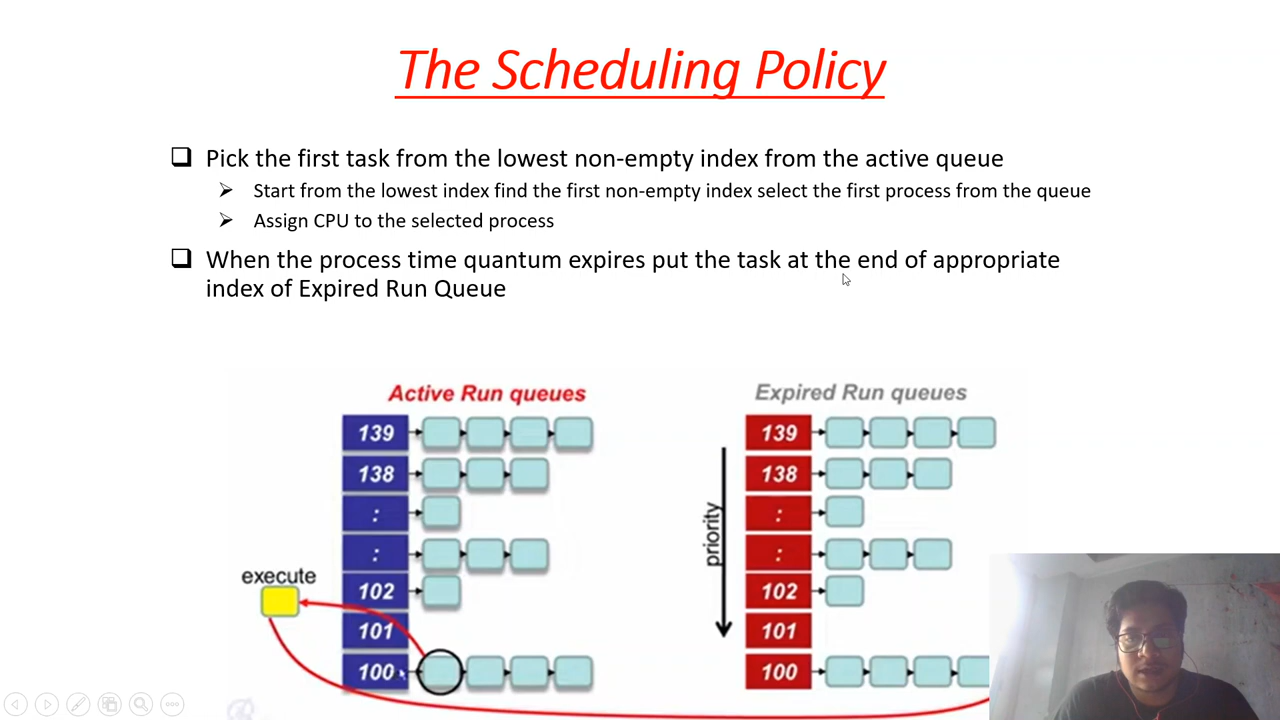 The Scheduling Policy
Pick the first task from the lowest non-empty index from the active queue
Start from the lowest index find the first non-empty index select the first process from the queue
Assign CPU to the selected process
When the process time quantum expires put the task at the end of appropriate
index of Expired Run Queue
Active Run queues
139
138
:
:
102
101
100
execute
Expired Run queues
139
138
:
:
102
101
100
priority